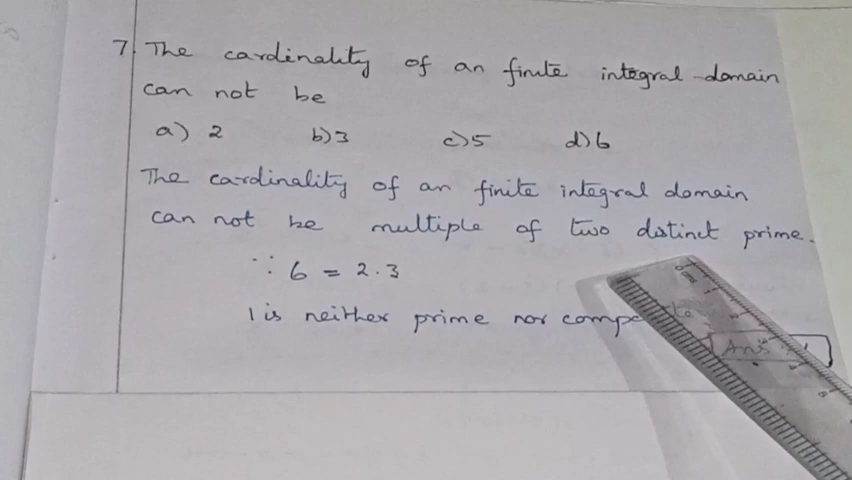 7. The cardinality of an finite integral domain
can not be
a) 2 b) 3 c) 5 d) 6
The cardinality of an finite integral domain
can not be multiple of two distinct prime.
∵ 6 = 2.3
1 is neither prime nor
Ans